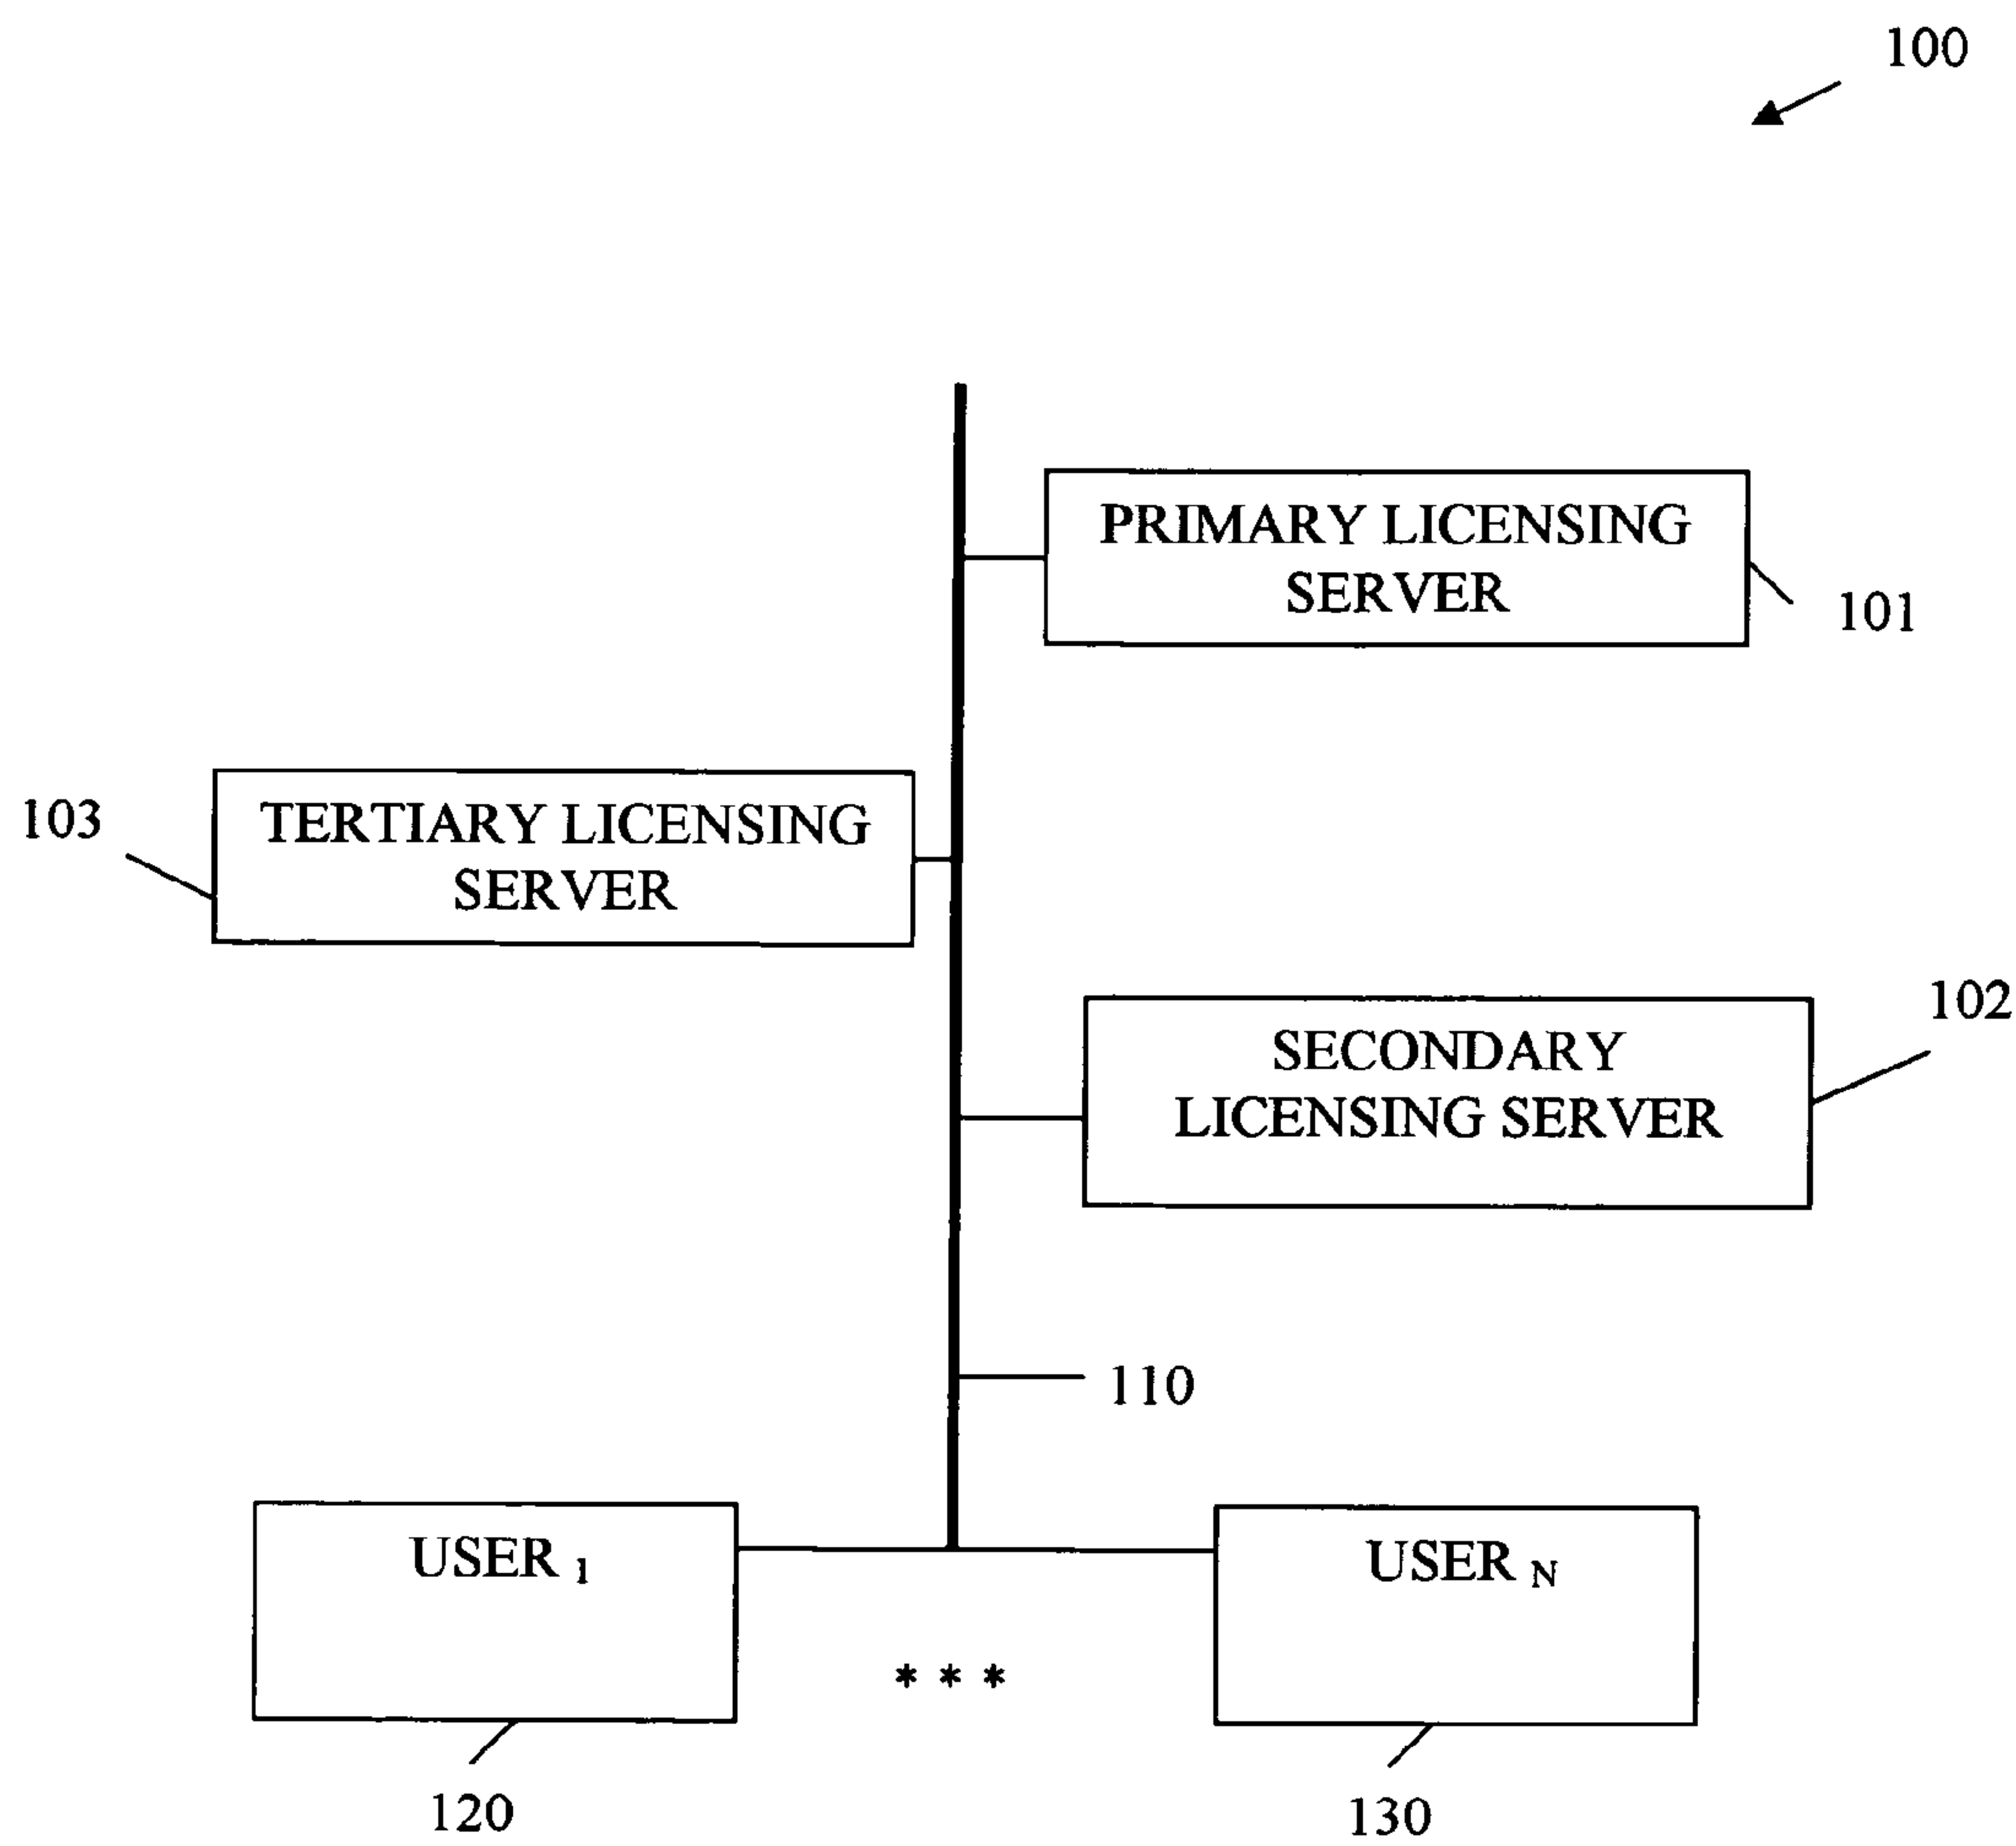 100
PRIMARY LICENSING
SERVER
101
TERTIARY LICENSING
SERVER
103
SECONDARY
LICENSING SERVER
102
110
USER 1
USER N
* * *
120
130